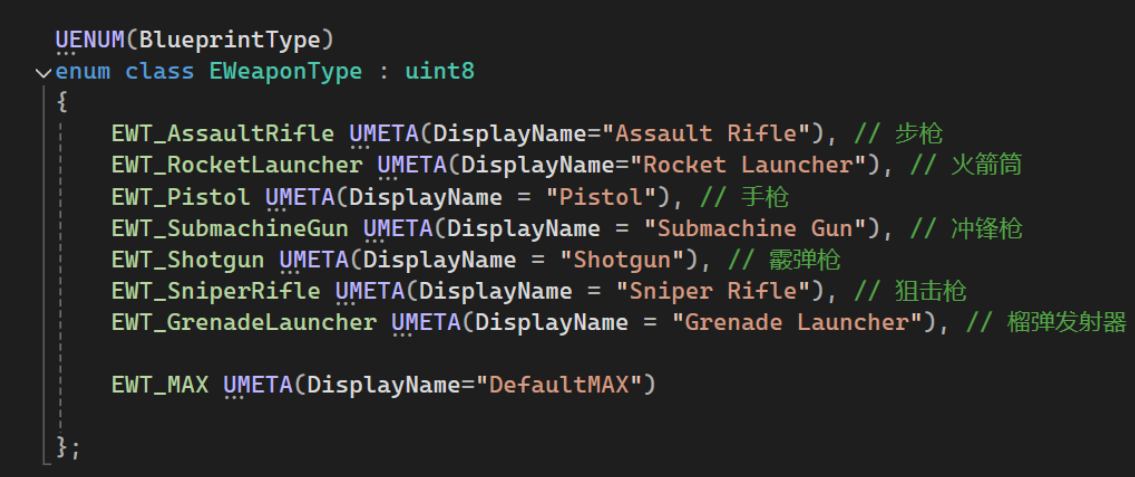 UENUM(BlueprintType)
enum class EWeaponType : uint8
{
EWT_AssaultRifle UMETA(DisplayName="Assault Rifle"), // 步枪
EWT_RocketLauncher UMETA(DisplayName="Rocket Launcher"), // 火箭筒
EWT_Pistol UMETA(DisplayName = "Pistol"), // 手枪
EWT_SubmachineGun UMETA(DisplayName = "Submachine Gun"), // 冲锋枪
EWT_Shotgun UMETA(DisplayName = "Shotgun"), // 霰弹枪
EWT_SniperRifle UMETA(DisplayName = "Sniper Rifle"), // 狙击枪
EWT_GrenadeLauncher UMETA(DisplayName = "Grenade Launcher"), // 榴弹发射器
EWT_MAX UMETA(DisplayName="DefaultMAX")
};